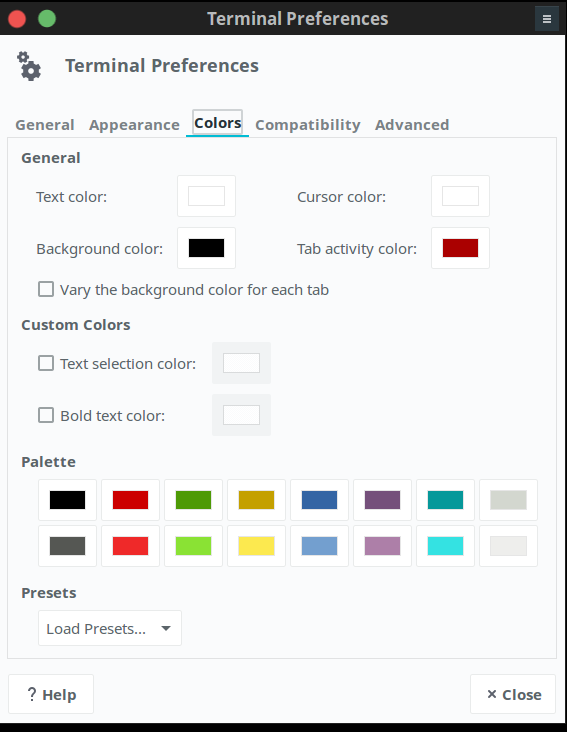 Terminal Preferences
Terminal Preferences
General Appearance Colors Compatibility Advanced
General
Text color: Cursor color:
Background color: Tab activity color:
Vary the background color for each tab
Custom Colors
Text selection color:
Bold text color:
Palette
Presets
Load Presets...
? Help × Close